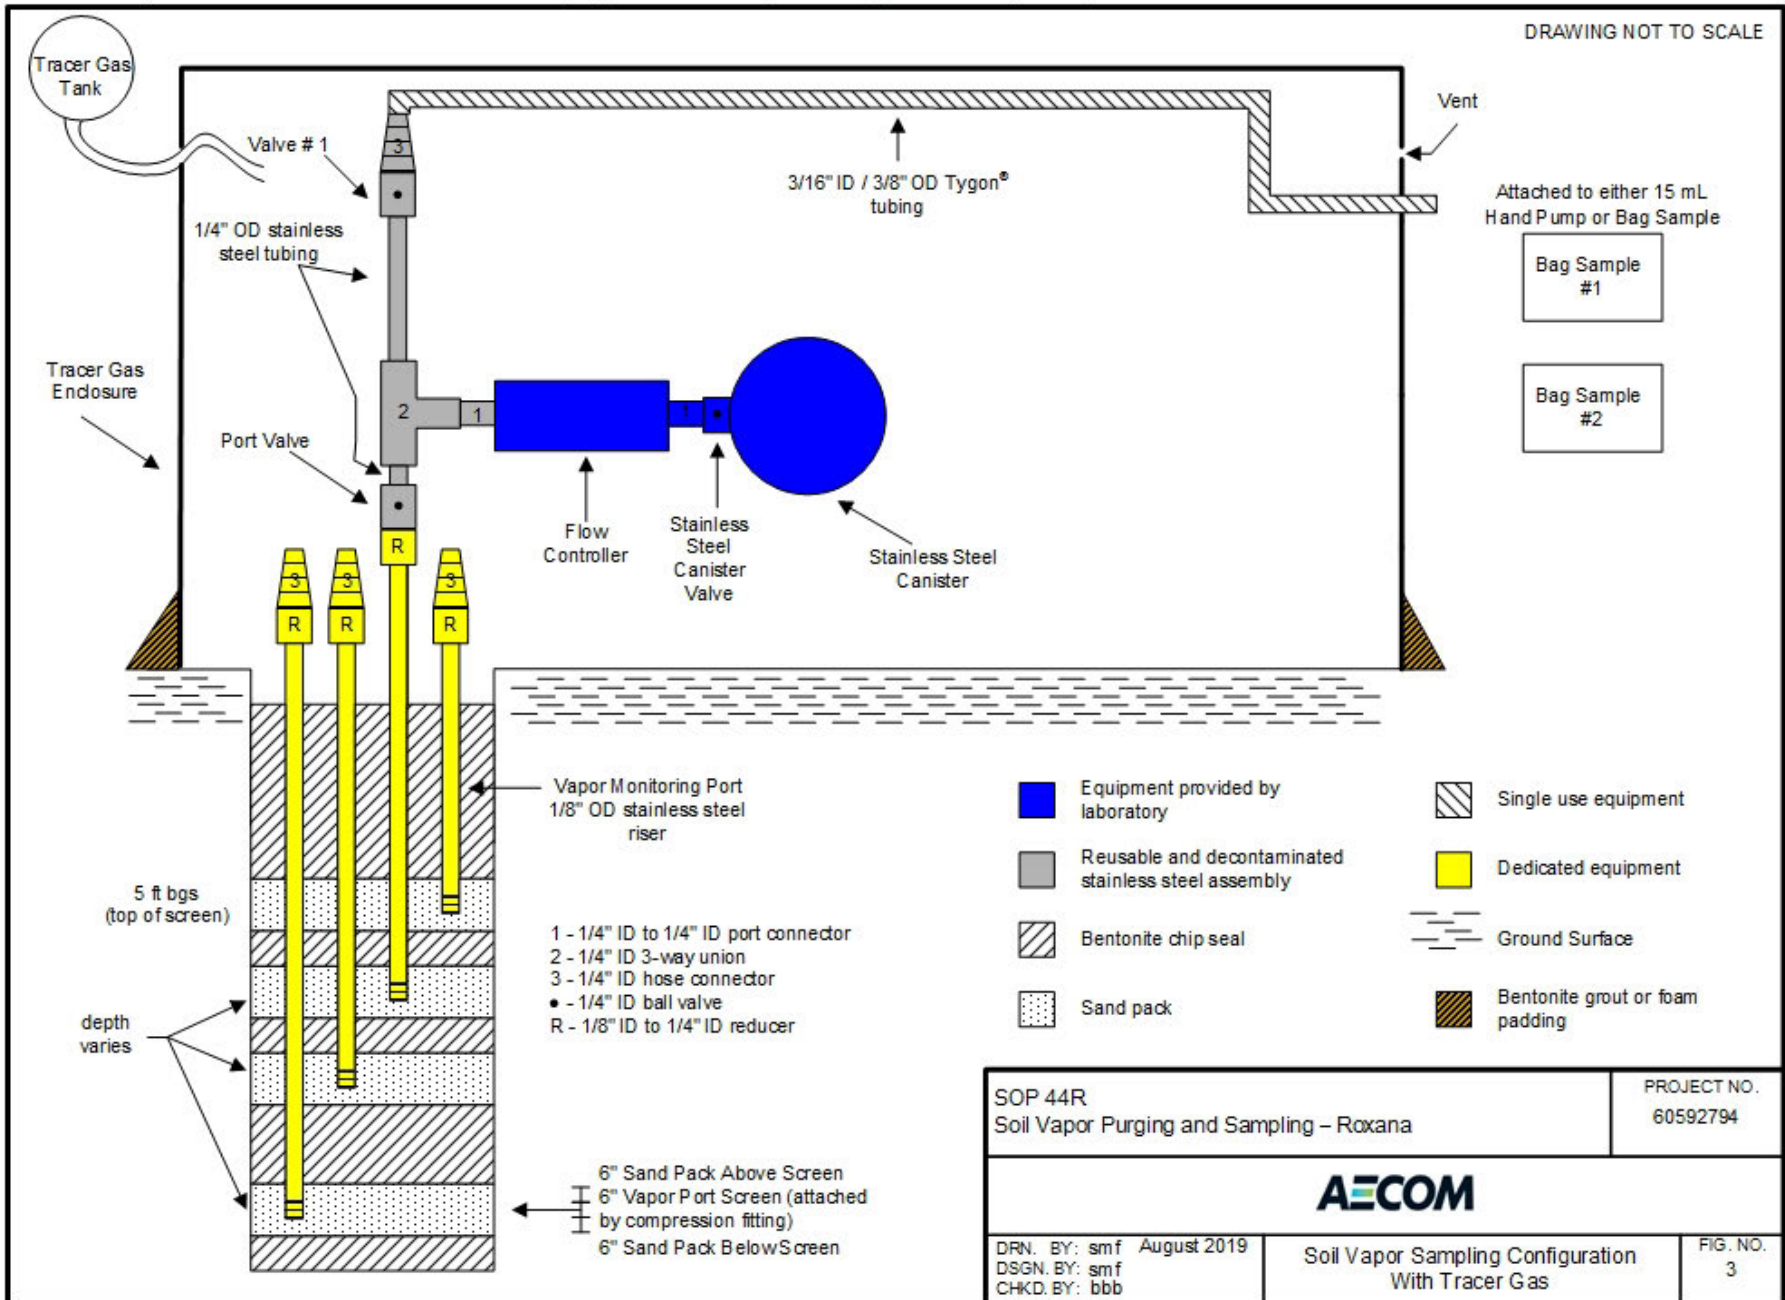 DRAWING NOT TO SCALE
Tracer Gas
Tank
Vent
Valve # 1
3
3/16" ID / 3/8" OD Tygon®
tubing
Attached to either 15 mL
Hand Pump or Bag Sample
1/4" OD stainless
steel tubing
Bag Sample
#1
Tracer Gas
Enclosure
Bag Sample
#2
2
1
1
Port Valve
Flow
Controller
Stainless
Steel
Canister
Valve
Stainless Steel
Canister
R
3
3
3
R
R
R
Vapor Monitoring Port
1/8" OD stainless steel
riser
5 ft bgs
(top of screen)
depth
varies
1 - 1/4" ID to 1/4" ID port connector
2 - 1/4" ID 3-way union
3 - 1/4" ID hose connector
• - 1/4" ID ball valve
R - 1/8" ID to 1/4" ID reducer
Equipment provided by
laboratory
Reusable and decontaminated
stainless steel assembly
Bentonite chip seal
Sand pack
Single use equipment
Dedicated equipment
Ground Surface
Bentonite grout or foam
padding
6" Sand Pack Above Screen
6" Vapor Port Screen (attached
by compression fitting)
6" Sand Pack Below Screen
SOP 44R
Soil Vapor Purging and Sampling – Roxana
PROJECT NO.
60592794
AECOM
DRN. BY: smf August 2019
DSGN. BY: smf
CHKD. BY: bbb
Soil Vapor Sampling Configuration
With Tracer Gas
FIG. NO.
3